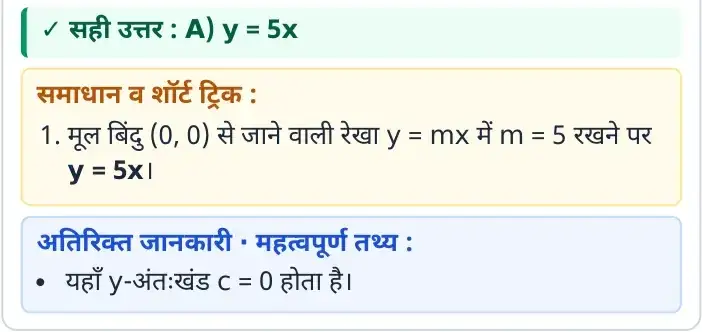 ✓ सही उत्तर : A) y = 5x
समाधान व शॉर्ट ट्रिक :
1. मूल बिंदु (0, 0) से जाने वाली रेखा y = mx में m = 5 रखने पर
y = 5x।
अतिरिक्त जानकारी · महत्वपूर्ण तथ्य :
• यहाँ y-अंतःखंड c = 0 होता है।